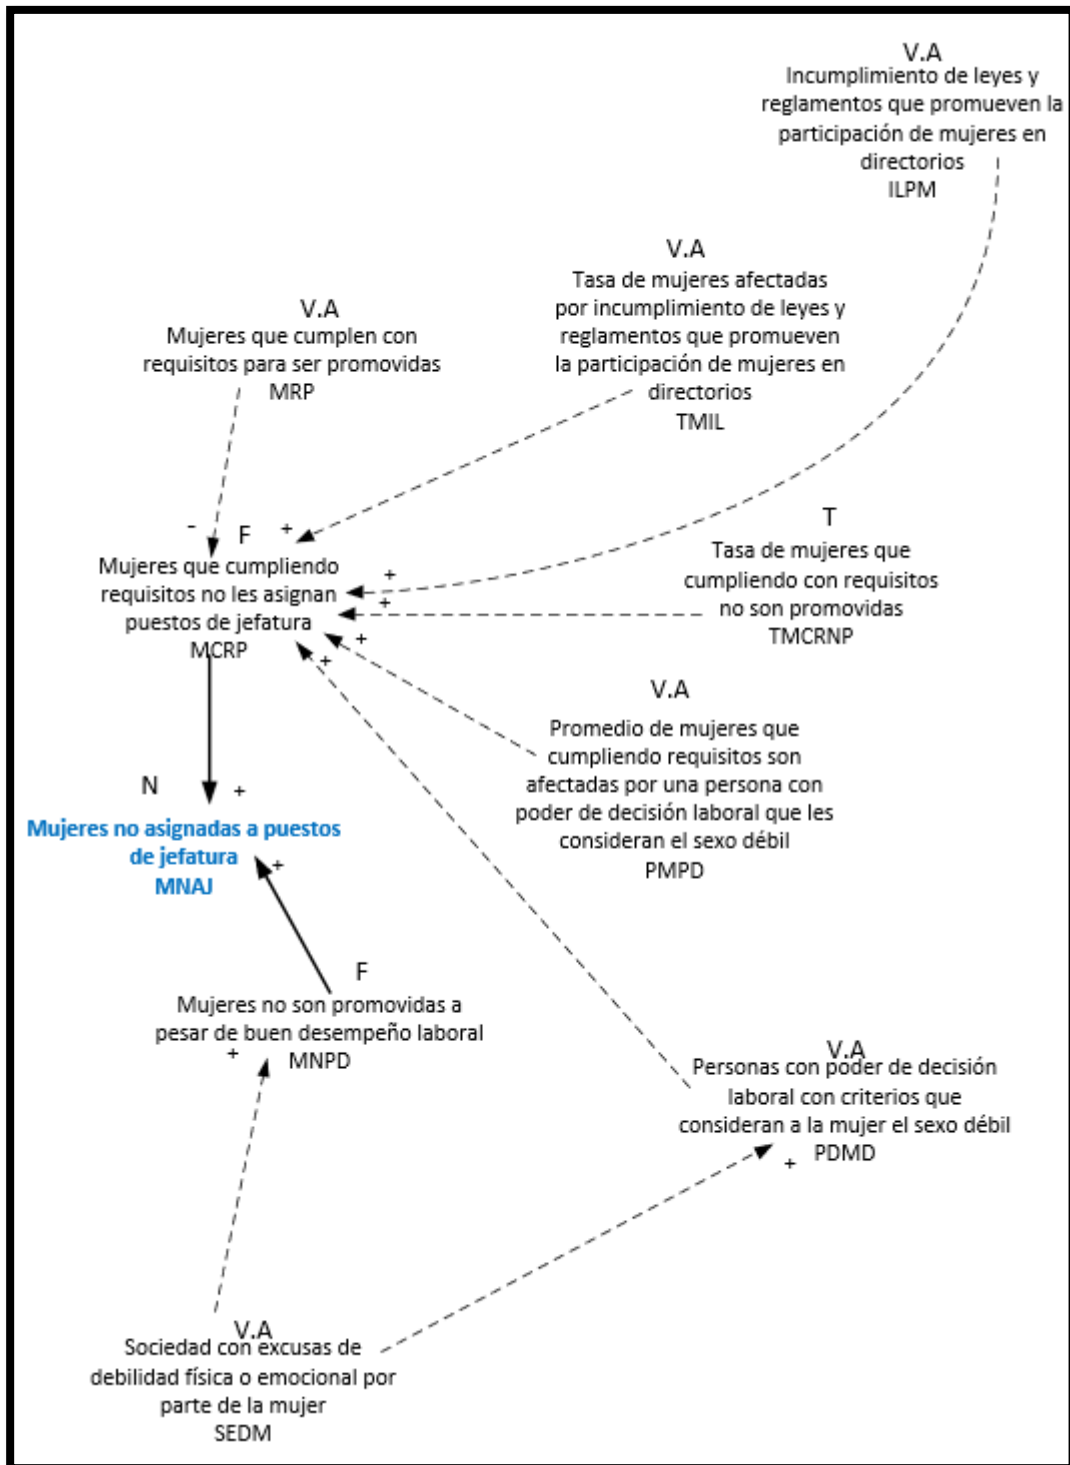 V.A
Incumplimiento de leyes y
reglamentos que promueven la
participación de mujeres en
directorios
ILPM
V.A
Tasa de mujeres afectadas
por incumplimiento de leyes y
reglamentos que promueven
la participación de mujeres en
directorios
TMIL
V.A
Mujeres que cumplen con
requisitos para ser promovidas
MRP
- F +
Mujeres que cumpliendo
requisitos no les asignan
puestos de jefatura
MCRP
+
+
+
+
T
Tasa de mujeres que
cumpliendo con requisitos
no son promovidas
TMCRNP
V.A
Promedio de mujeres que
cumpliendo requisitos son
afectadas por una persona con
poder de decisión laboral que les
consideran el sexo débil
PMPD
N +
Mujeres no asignadas a puestos
de jefatura
MNAJ
+
F
Mujeres no son promovidas a
pesar de buen desempeño laboral
MNPD
+
V.A
Personas con poder de decisión
laboral con criterios que
consideran a la mujer el sexo débil
PDMD
+
V.A
Sociedad con excusas de
debilidad física o emocional por
parte de la mujer
SEDM